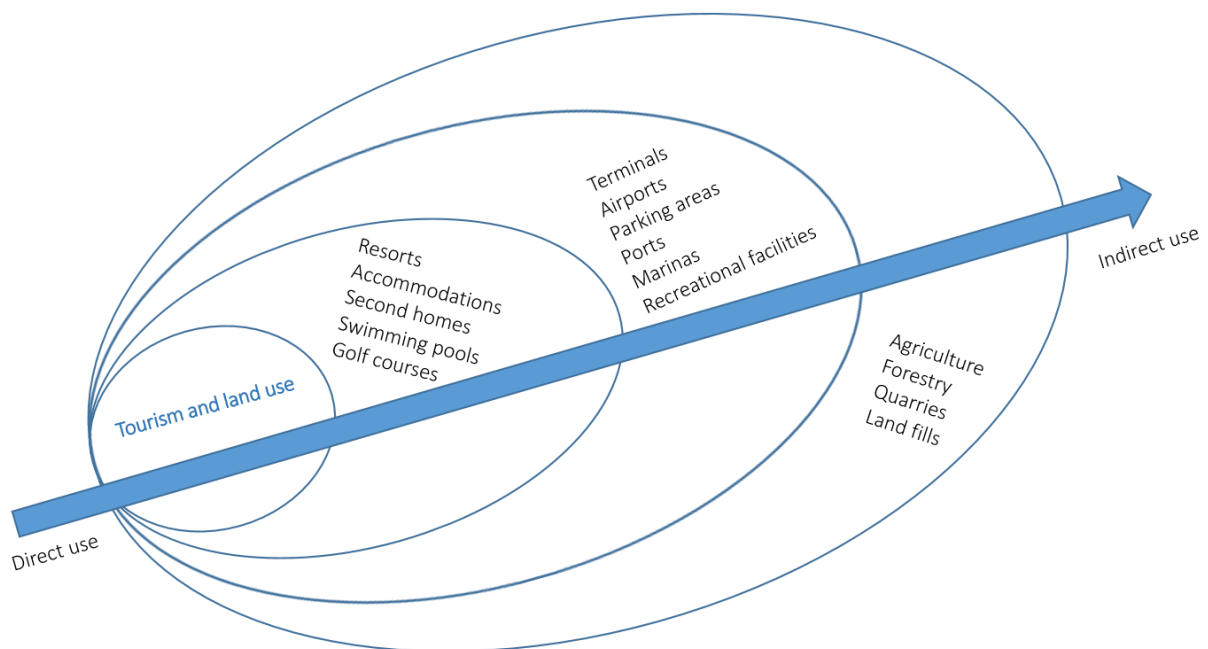 Tourism and land use
Resorts
Accommodations
Second homes
Swimming pools
Golf courses
Terminals
Airports
Parking areas
Ports
Marinas
Recreational facilities
Agriculture
Forestry
Quarries
Land fills
Direct use
Indirect use